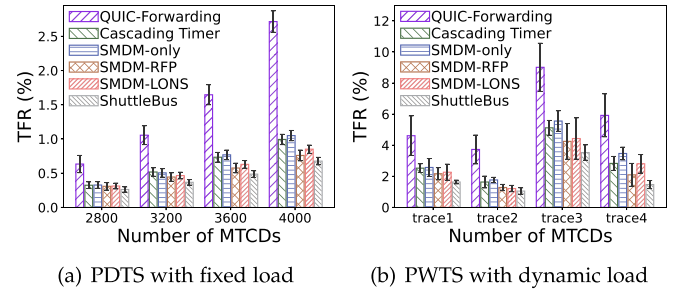 TFR (%)
2.5
2.0
1.5
1.0
0.5
0.0
QUIC-Forwarding
Cascading Timer
SMDM-only
SMDM-RFP
SMDM-LONS
ShuttleBus
2800 3200 3600 4000
Number of MTCDs
(a) PDTS with fixed load
TFR (%)
12
10
8
6
4
2
0
QUIC-Forwarding
Cascading Timer
SMDM-only
SMDM-RFP
SMDM-LONS
ShuttleBus
trace1 trace2 trace3 trace4
Number of MTCDs
(b) PWTS with dynamic load